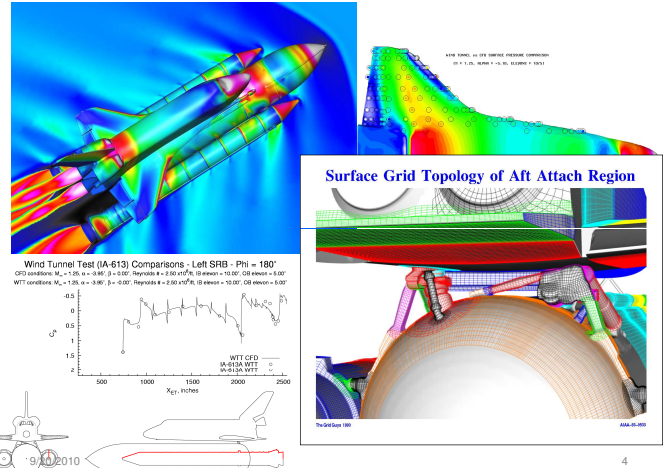 WIND TUNNEL vs CFD SURFACE PRESSURE COMPARISON
Surface Grid Topology of Aft Attach Region
Wind Tunnel Test (IA-613) Comparisons - Left SRB - Phi = 180°
CFD conditions: M∞ = 1.25, α = -3.95°, β = 0.00°, Reynolds # = 2.50 x10⁶/ft, IB elevon = 10.00°, OB elevon = 5.00°
WTT conditions: M∞ = 1.25, α = -3.95°, β = -0.00°, Reynolds # = 2.50 x10⁶/ft, IB elevon = 10.00°, OB elevon = 5.00°
-0.5
0
0.5
1
1.5
2
Cp
WTT CFD
IA-613A WTT
IA-613A WTT
500
1000
1500
2000
2500
XET, inches
The Grid Guys 1993
9/20/2010
4